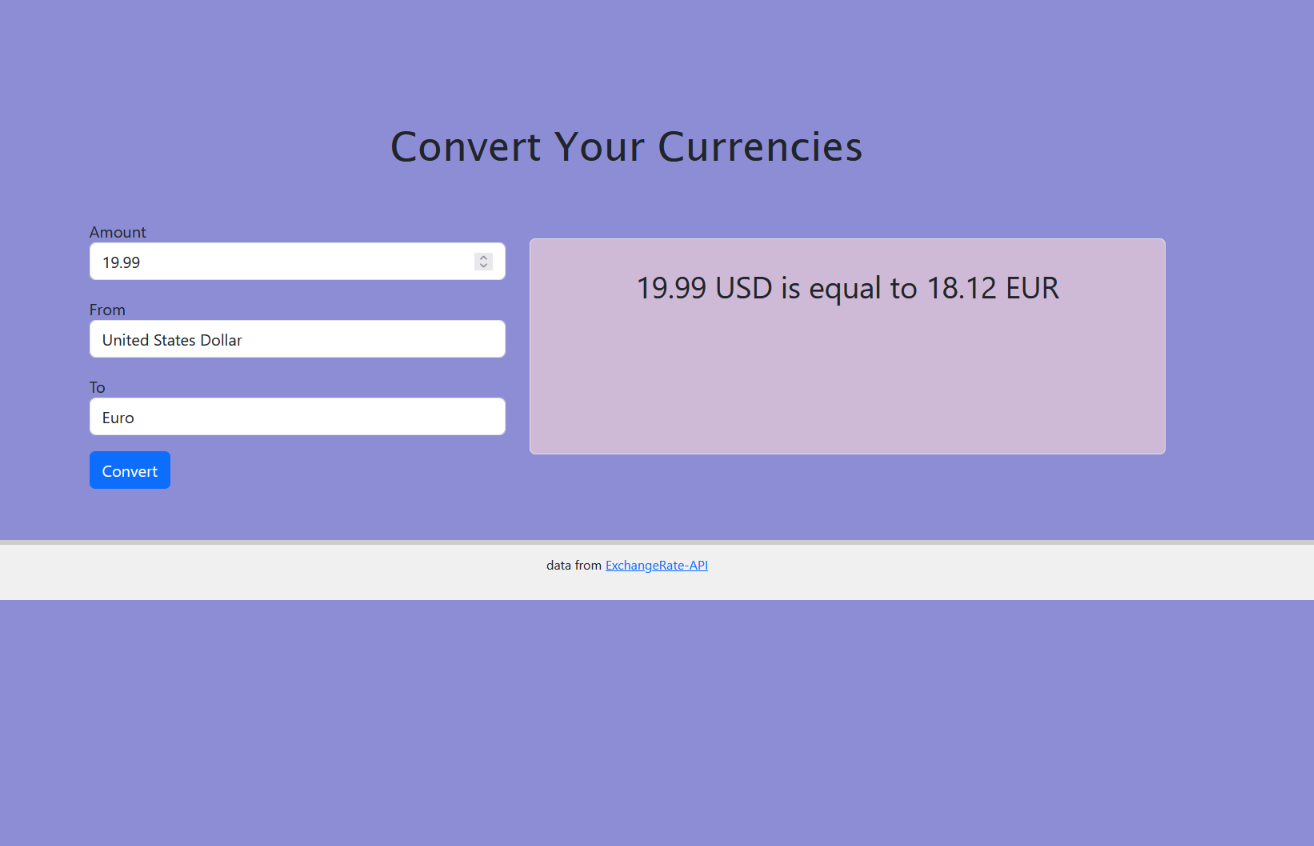 Convert Your Currencies
Amount
19.99
From
United States Dollar
To
Euro
Convert
19.99 USD is equal to 18.12 EUR
data from ExchangeRate-API